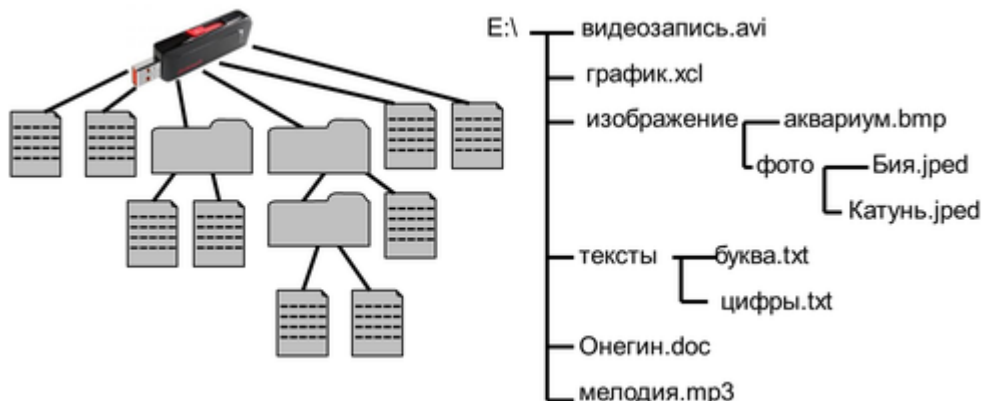 E:\ видеозапись.avi
график.xcl
изображение аквариум.bmp
фото Бия.jped
Катунь.jped
тексты буква.txt
цифры.txt
Онегин.doc
мелодия.mp3